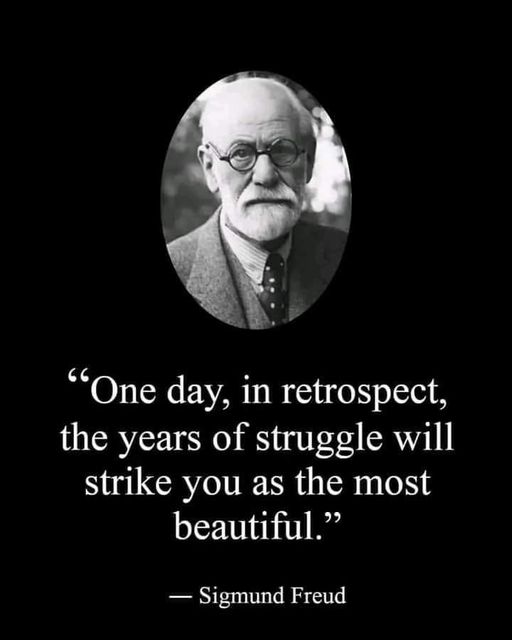 “One day, in retrospect,
the years of struggle will
strike you as the most
beautiful.”
— Sigmund Freud